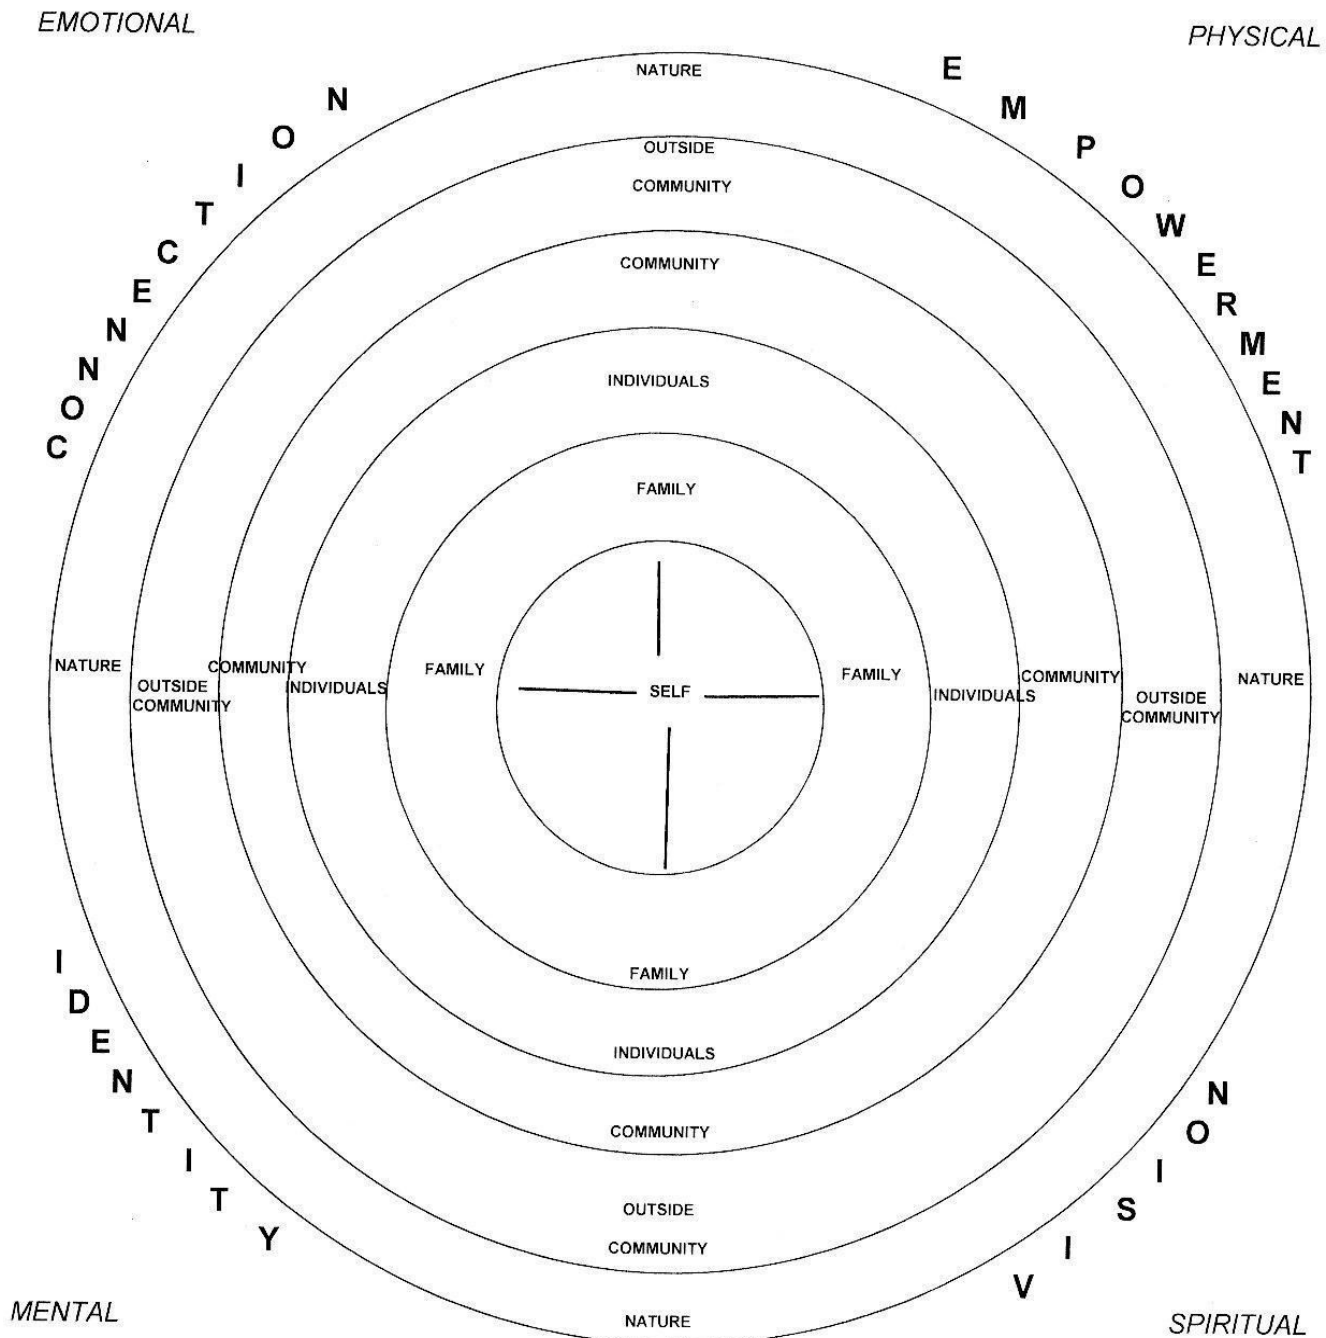 EMOTIONAL
PHYSICAL
CONNECTION
EMPOWERMENT
NATURE
OUTSIDE
COMMUNITY
COMMUNITY
INDIVIDUALS
FAMILY
NATURE
OUTSIDE
COMMUNITY
COMMUNITY
INDIVIDUALS
FAMILY
SELF
FAMILY
INDIVIDUALS
COMMUNITY
OUTSIDE
COMMUNITY
NATURE
FAMILY
INDIVIDUALS
COMMUNITY
OUTSIDE
COMMUNITY
NATURE
IDENTITY
VISION
MENTAL
SPIRITUAL